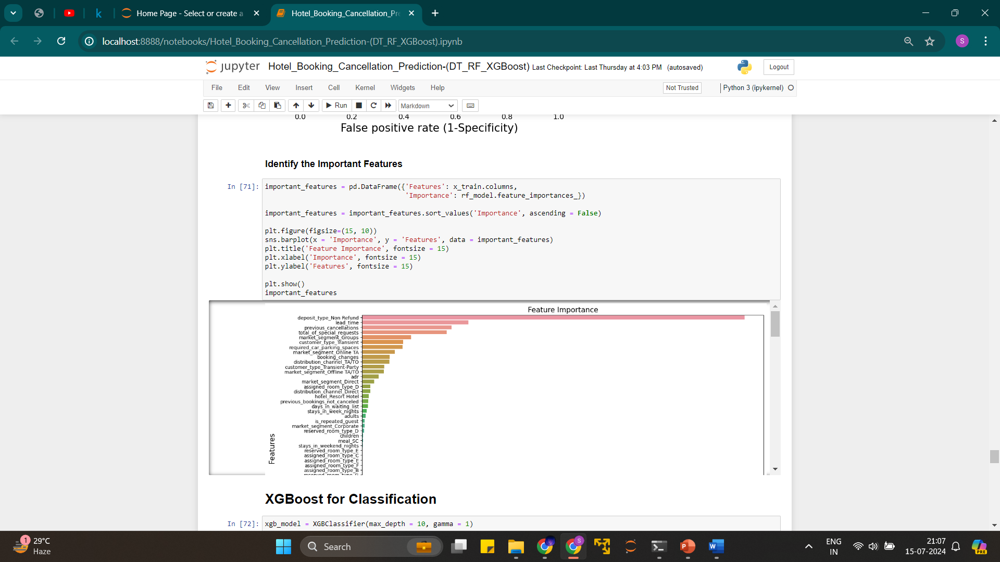 Home Page - Select or create a
Hotel_Booking_Cancellation_Pre
localhost:8888/notebooks/Hotel_Booking_Cancellation_Prediction-(DT_RF_XGBoost).ipynb
S
jupyter Hotel_Booking_Cancellation_Prediction-(DT_RF_XGBoost) Last Checkpoint: Last Thursday at 4:03 PM (autosaved)
Logout
File Edit View Insert Cell Kernel Widgets Help
Not Trusted
Python 3 (ipykernel)
Run
Markdown
0.0 0.2 0.4 0.6 0.8 1.0
False positive rate (1-Specificity)
Identify the Important Features
In [71]:
important_features = pd.DataFrame({'Features': x_train.columns,
'Importance': rf_model.feature_importances_})
important_features = important_features.sort_values('Importance', ascending = False)
plt.figure(figsize=(15, 10))
sns.barplot(x = 'Importance', y = 'Features', data = important_features)
plt.title('Feature Importance', fontsize = 15)
plt.xlabel('Importance', fontsize = 15)
plt.ylabel('Features', fontsize = 15)
plt.show()
important_features
Feature Importance
deposit_type_Non Refund
lead_time
previous_cancellations
total_of_special_requests
market_segment_Groups
customer_type_Transient
required_car_parking_spaces
market_segment_Online TA
booking_changes
distribution_channel_TA/TO
customer_type_Transient-Party
market_segment_Offline TA/TO
adr
market_segment_Direct
assigned_room_type_D
distribution_channel_Direct
hotel_Resort Hotel
previous_bookings_not_canceled
days_in_waiting_list
stays_in_week_nights
adults
is_repeated_guest
market_segment_Corporate
reserved_room_type_D
children
meal_SC
stays_in_weekend_nights
reserved_room_type_E
assigned_room_type_C
assigned_room_type_E
assigned_room_type_F
assigned_room_type_B
Features
XGBoost for Classification
In [72]:
xgb_model = XGBClassifier(max_depth = 10, gamma = 1)
1
29°C
Haze
Search
S
ENG
IN
21:07
15-07-2024
PRE